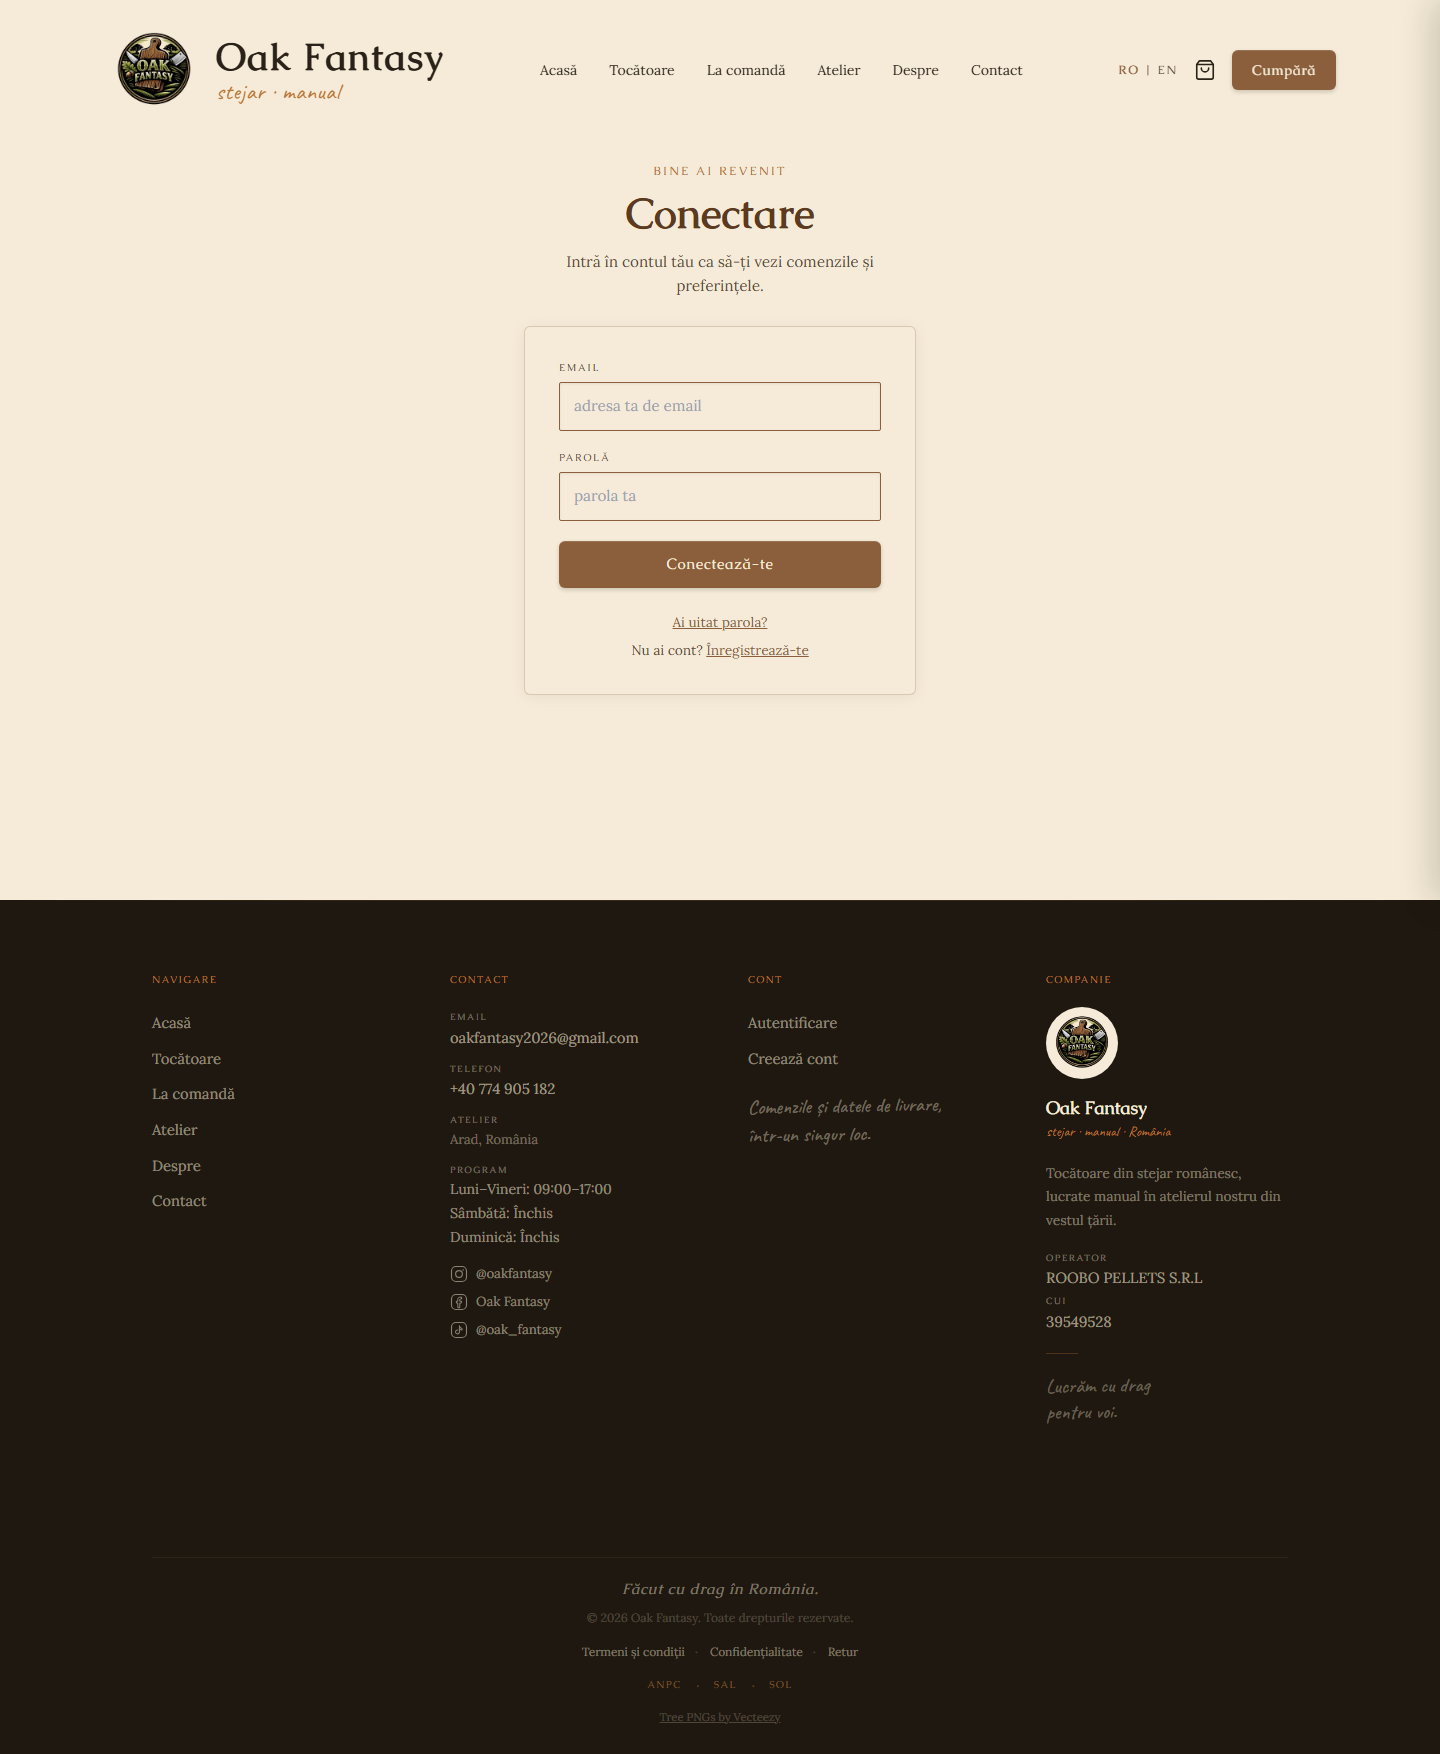 OAK
FANTASY
Oak Fantasy
stejar · manual
Acasă
Tocătoare
La comandă
Atelier
Despre
Contact
RO | EN
Cumpără
BINE AI REVENIT
Conectare
Intră în contul tău ca să-ți vezi comenzile și
preferințele.
EMAIL
adresa ta de email
PAROLĂ
parola ta
Conectează-te
Ai uitat parola?
Nu ai cont? Înregistrează-te
NAVIGARE
Acasă
Tocătoare
La comandă
Atelier
Despre
Contact
CONTACT
EMAIL
oakfantasy2026@gmail.com
TELEFON
+40 774 905 182
ATELIER
Arad, România
PROGRAM
Luni–Vineri: 09:00–17:00
Sâmbătă: Închis
Duminică: Închis
@oakfantasy
Oak Fantasy
@oak_fantasy
CONT
Autentificare
Creează cont
Comenzile și datele de livrare,
într-un singur loc.
COMPANIE
OAK
FANTASY
Oak Fantasy
stejar · manual · România
Tocătoare din stejar românesc,
lucrate manual în atelierul nostru din
vestul țării.
OPERATOR
ROOBO PELLETS S.R.L
CUI
39549528
Lucrăm cu drag
pentru voi.
Făcut cu drag în România.
© 2026 Oak Fantasy. Toate drepturile rezervate.
Termeni și condiții · Confidențialitate · Retur
ANPC · SAL · SOL
Tree PNGs by Vecteezy